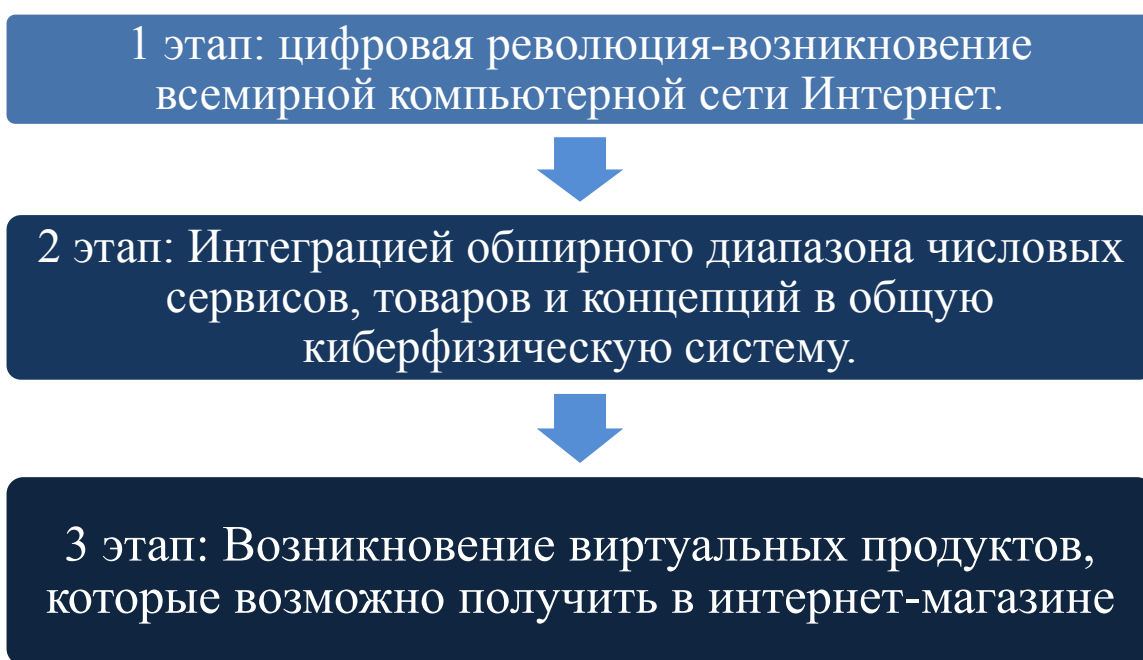 1 этап: цифровая революция-возникновение
всемирной компьютерной сети Интернет.
2 этап: Интеграцией обширного диапазона числовых
сервисов, товаров и концепций в общую
киберфизическую систему.
3 этап: Возникновение виртуальных продуктов,
которые возможно получить в интернет-магазине